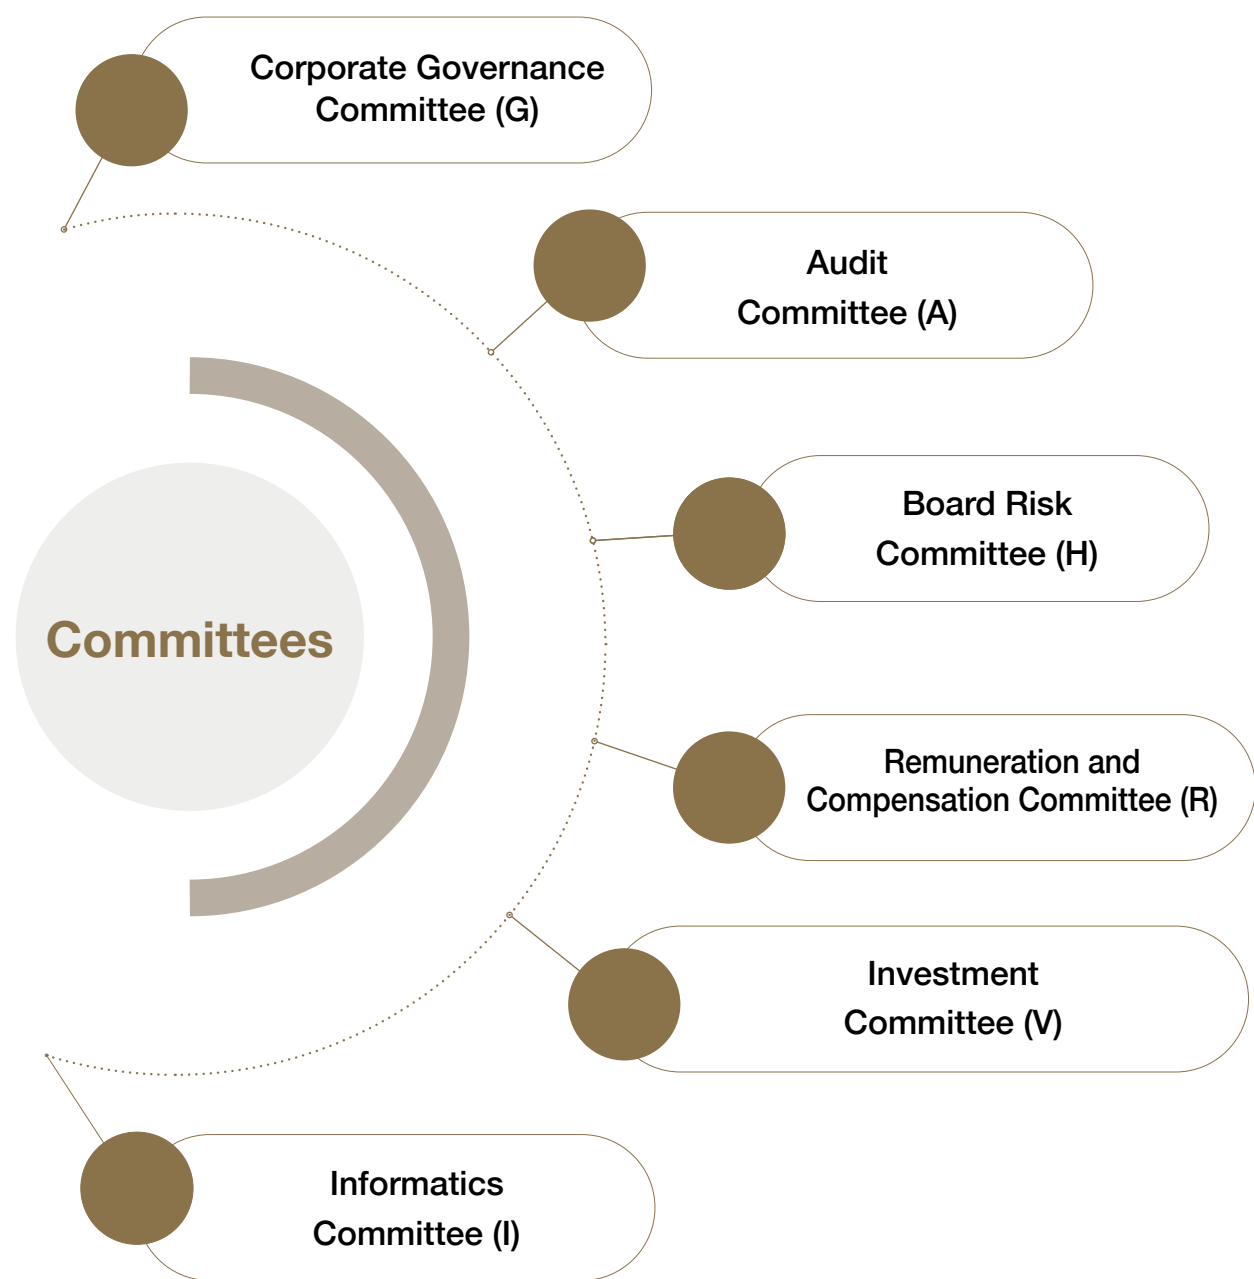 Corporate Governance
Committee (G)
Audit
Committee (A)
Board Risk
Committee (H)
Committees
Remuneration and
Compensation Committee (R)
Investment
Committee (V)
Informatics
Committee (I)